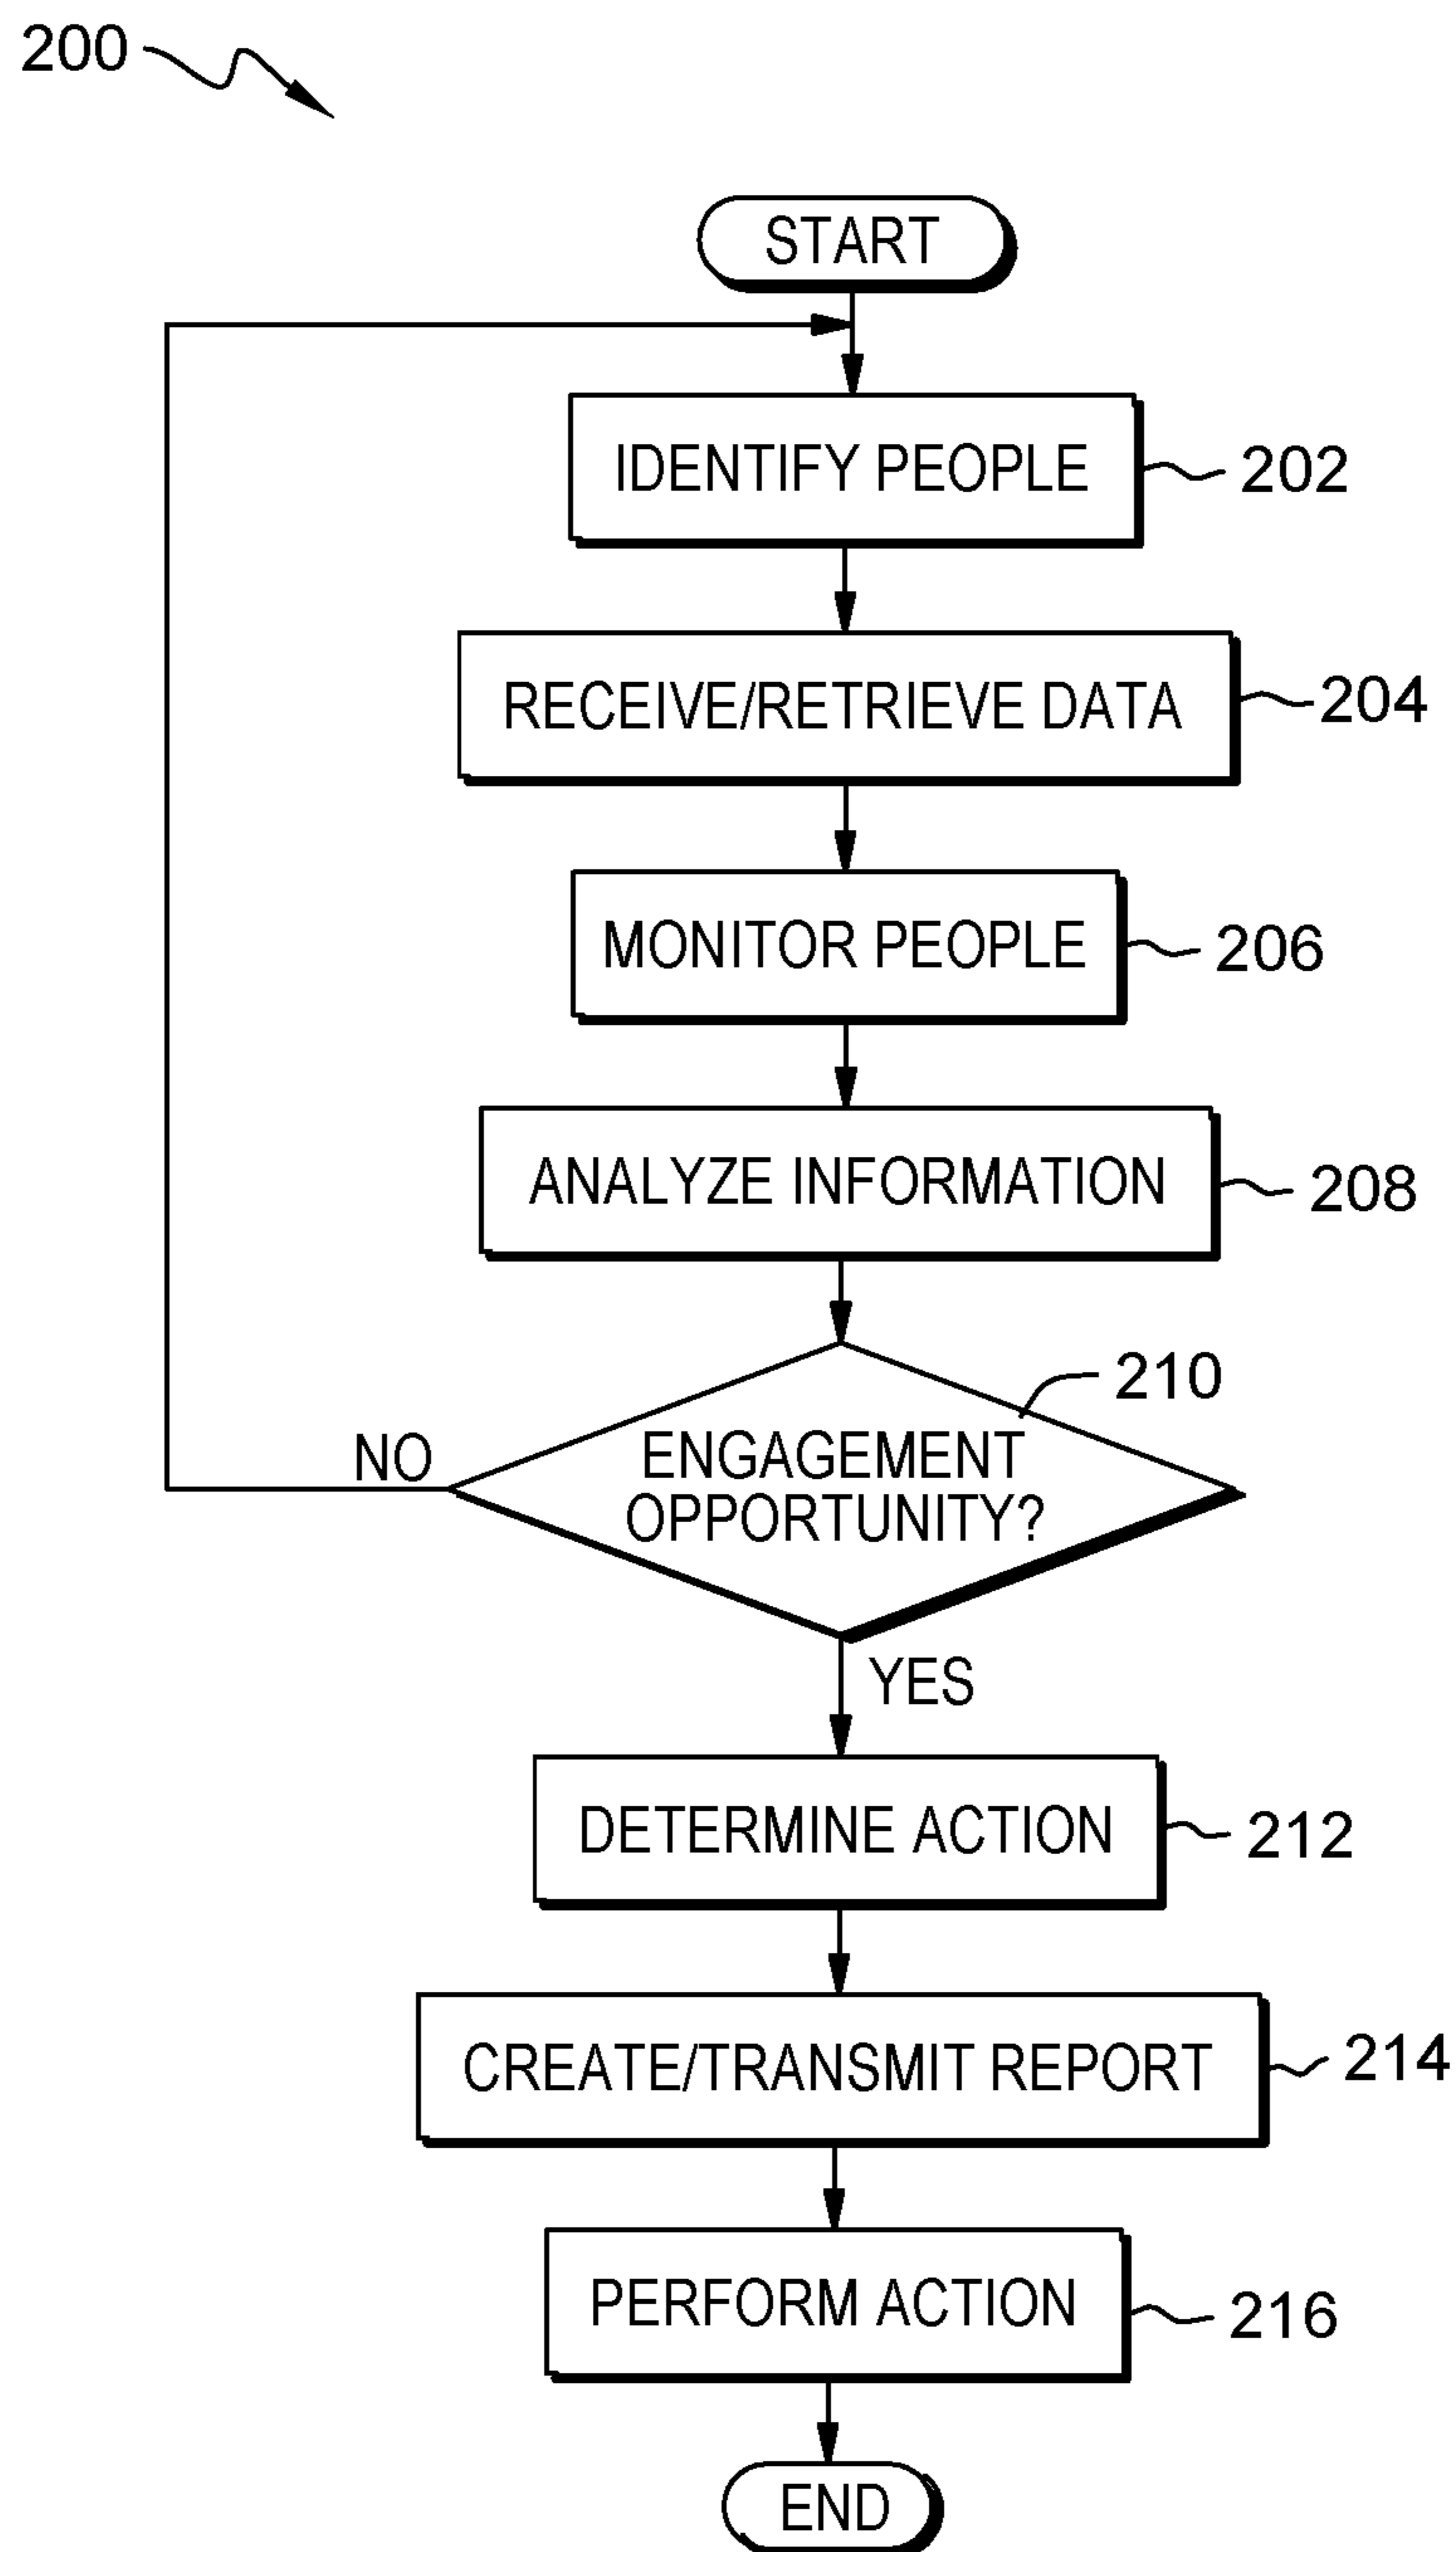 200
START
IDENTIFY PEOPLE
202
RECEIVE/RETRIEVE DATA
204
MONITOR PEOPLE
206
ANALYZE INFORMATION
208
210
ENGAGEMENT
OPPORTUNITY?
NO
YES
DETERMINE ACTION
212
CREATE/TRANSMIT REPORT
214
PERFORM ACTION
216
END